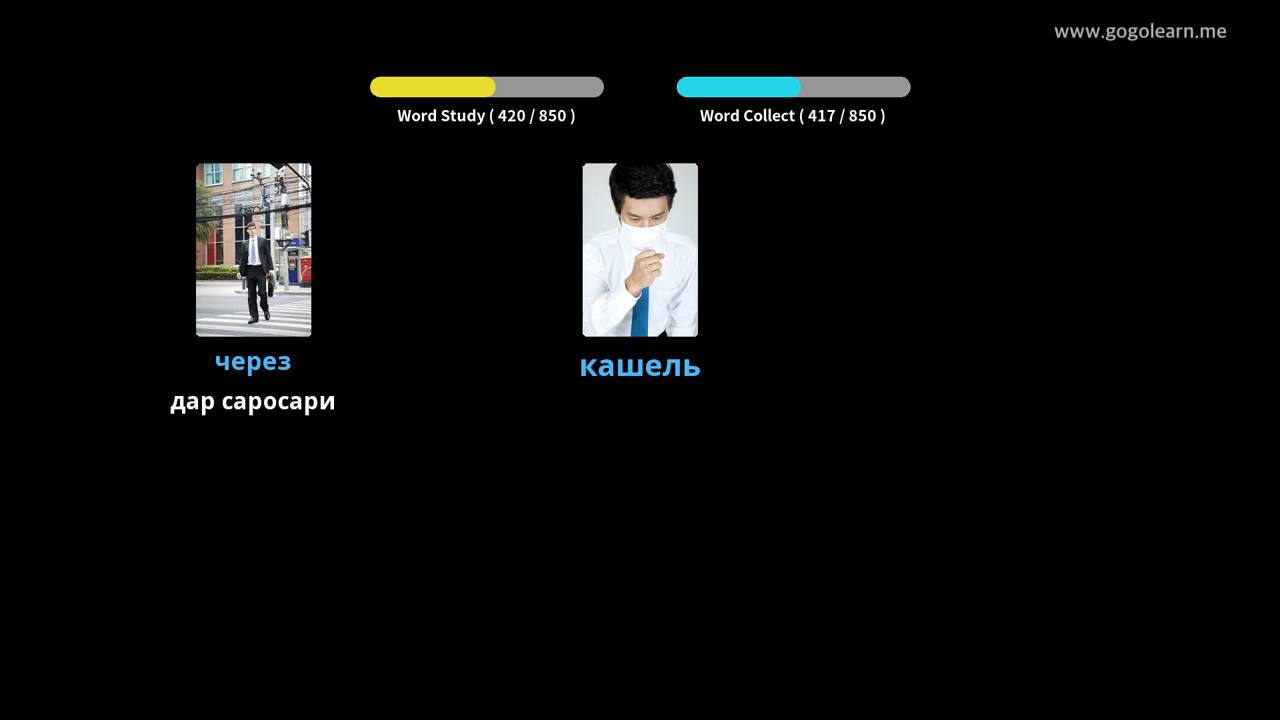 www.gogolearn.me
Word Study ( 420 / 850 )
Word Collect ( 417 / 850 )
через
дар саросари
кашель